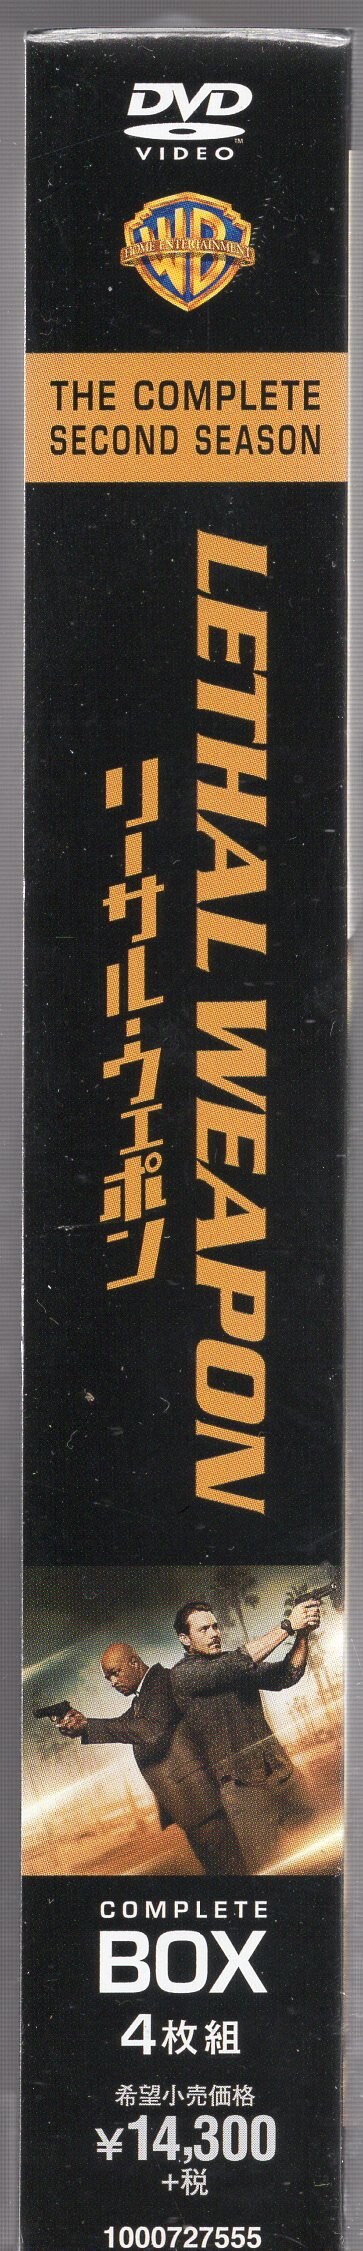 DVD
VIDEO™
WB
HOME ENTERTAINMENT
THE COMPLETE
SECOND SEASON
LETHAL WEAPON
リーサル・ウェポン
COMPLETE
BOX
4枚組
希望小売価格
¥14,300
+税
1000727555